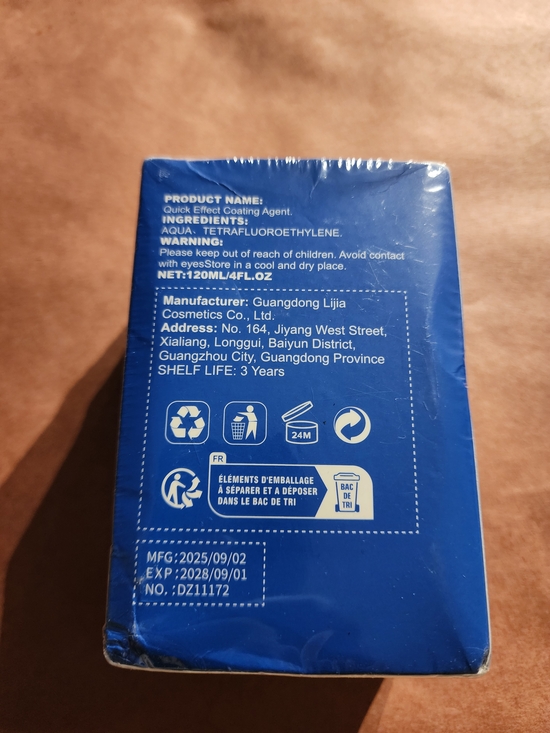 PRODUCT NAME:
Quick Effect Coating Agent.
INGREDIENTS:
AQUA、TETRAFLUOROETHYLENE.
WARNING:
Please keep out of reach of children. Avoid contact
with eyesStore in a cool and dry place.
NET:120ML/4FL.OZ
Manufacturer: Guangdong Lijia
Cosmetics Co., Ltd.
Address: No. 164, Jiyang West Street,
Xialiang, Longgui, Baiyun District,
Guangzhou City, Guangdong Province
SHELF LIFE: 3 Years
24M
FR
ÉLÉMENTS D'EMBALLAGE
À SÉPARER ET A DÉPOSER
DANS LE BAC DE TRI
BAC
DE
TRI
MFG:2025/09/02
EXP:2028/09/01
NO.:DZ11172